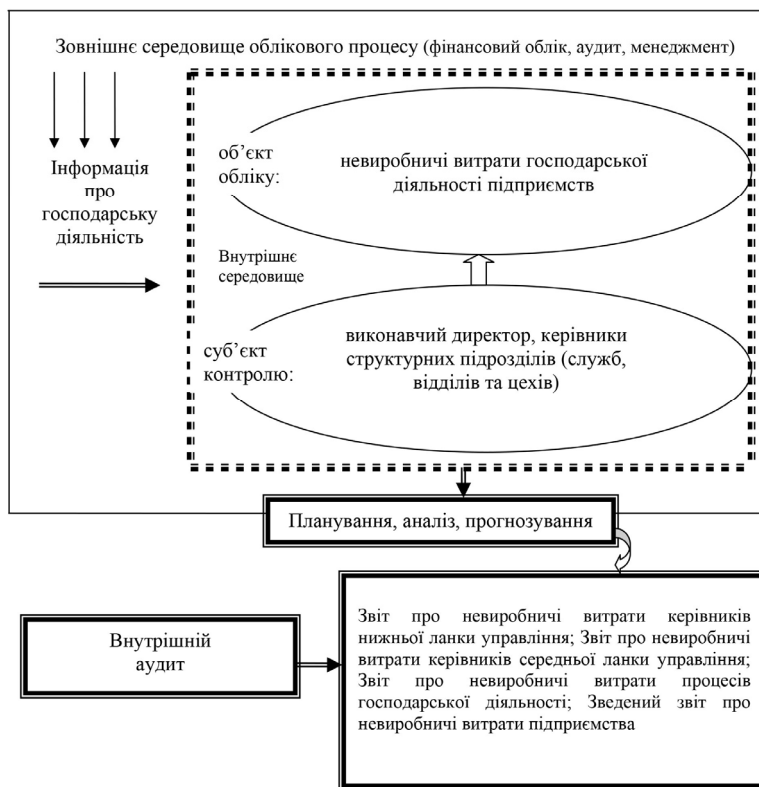 Зовнішнє середовище облікового процесу (фінансовий облік, аудит, менеджмент)
Інформація
про
господарську
діяльність
об’єкт
обліку:
невиробничі витрати господарської
діяльності підприємств
Внутрішнє
середовище
суб’єкт
контролю:
виконавчий директор, керівники
структурних підрозділів (служб,
відділів та цехів)
Планування, аналіз, прогнозування
Внутрішній
аудит
Звіт про невиробничі витрати керівників
нижньої ланки управління; Звіт про невиробничі
витрати керівників середньої ланки управління;
Звіт про невиробничі витрати процесів
господарської діяльності; Зведений звіт про
невиробничі витрати підприємства